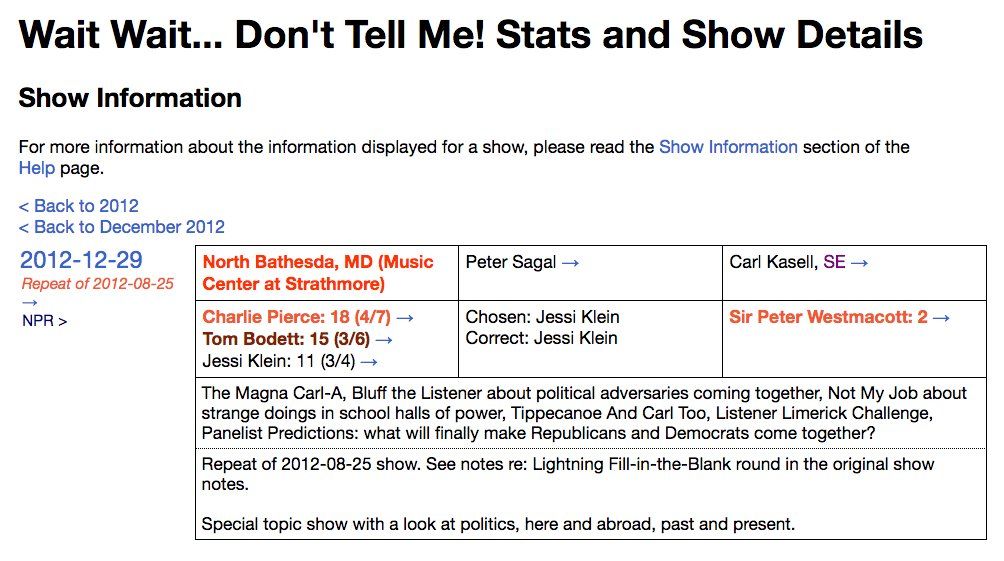 Wait Wait... Don't Tell Me! Stats and Show Details
Show Information
For more information about the information displayed for a show, please read the Show Information section of the
Help page.
< Back to 2012
< Back to December 2012
2012-12-29
Repeat of 2012-08-25
→
NPR >
North Bathesda, MD (Music
Center at Strathmore)
Peter Sagal →
Carl Kasell, SE →
Charlie Pierce: 18 (4/7) →
Tom Bodett: 15 (3/6) →
Jessi Klein: 11 (3/4) →
Chosen: Jessi Klein
Correct: Jessi Klein
Sir Peter Westmacott: 2 →
The Magna Carl-A, Bluff the Listener about political adversaries coming together, Not My Job about
strange doings in school halls of power, Tippecanoe And Carl Too, Listener Limerick Challenge,
Panelist Predictions: what will finally make Republicans and Democrats come together?
Repeat of 2012-08-25 show. See notes re: Lightning Fill-in-the-Blank round in the original show
notes.
Special topic show with a look at politics, here and abroad, past and present.